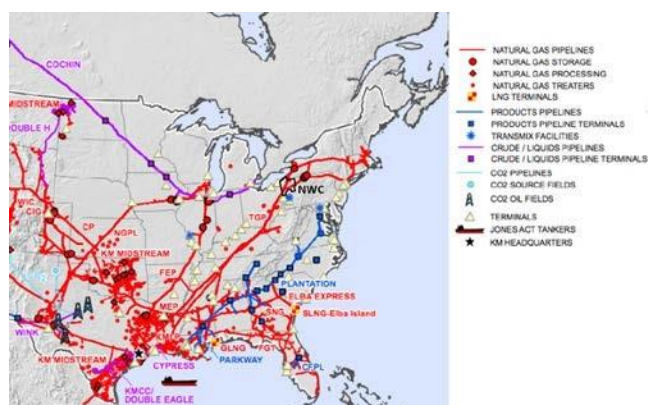 COCHIN
MIDSTREAM
DOUBLE H
NWC
WIC
CIG
CP
NGPL
TGP
KM MIDSTREAM
FEP
PLANTATION
MEP
ELBA EXPRESS
SNG
SLNG-Elba Island
WINK
GLNG
FGT
KM MIDSTREAM
CYPRESS
PARKWAY
CFPL
KMCC/
DOUBLE EAGLE
NATURAL GAS PIPELINES
NATURAL GAS STORAGE
NATURAL GAS PROCESSING
NATURAL GAS TREATERS
LNG TERMINALS
PRODUCTS PIPELINES
PRODUCTS PIPELINE TERMINALS
TRANSMIX FACILITIES
CRUDE / LIQUIDS PIPELINES
CRUDE / LIQUIDS PIPELINE TERMINALS
CO2 PIPELINES
CO2 SOURCE FIELDS
CO2 OIL FIELDS
TERMINALS
JONES ACT TANKERS
KM HEADQUARTERS